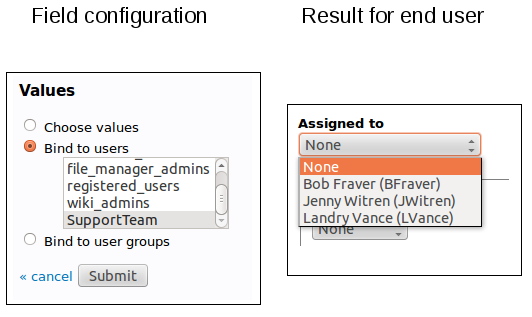 Field configuration
Result for end user
Values
Choose values
Bind to users
file_manager_admins
registered_users
wiki_admins
SupportTeam
Bind to user groups
« cancel
Submit
Assigned to
None
None
Bob Fraver (BFraver)
Jenny Witren (JWitren)
Landry Vance (LVance)
None